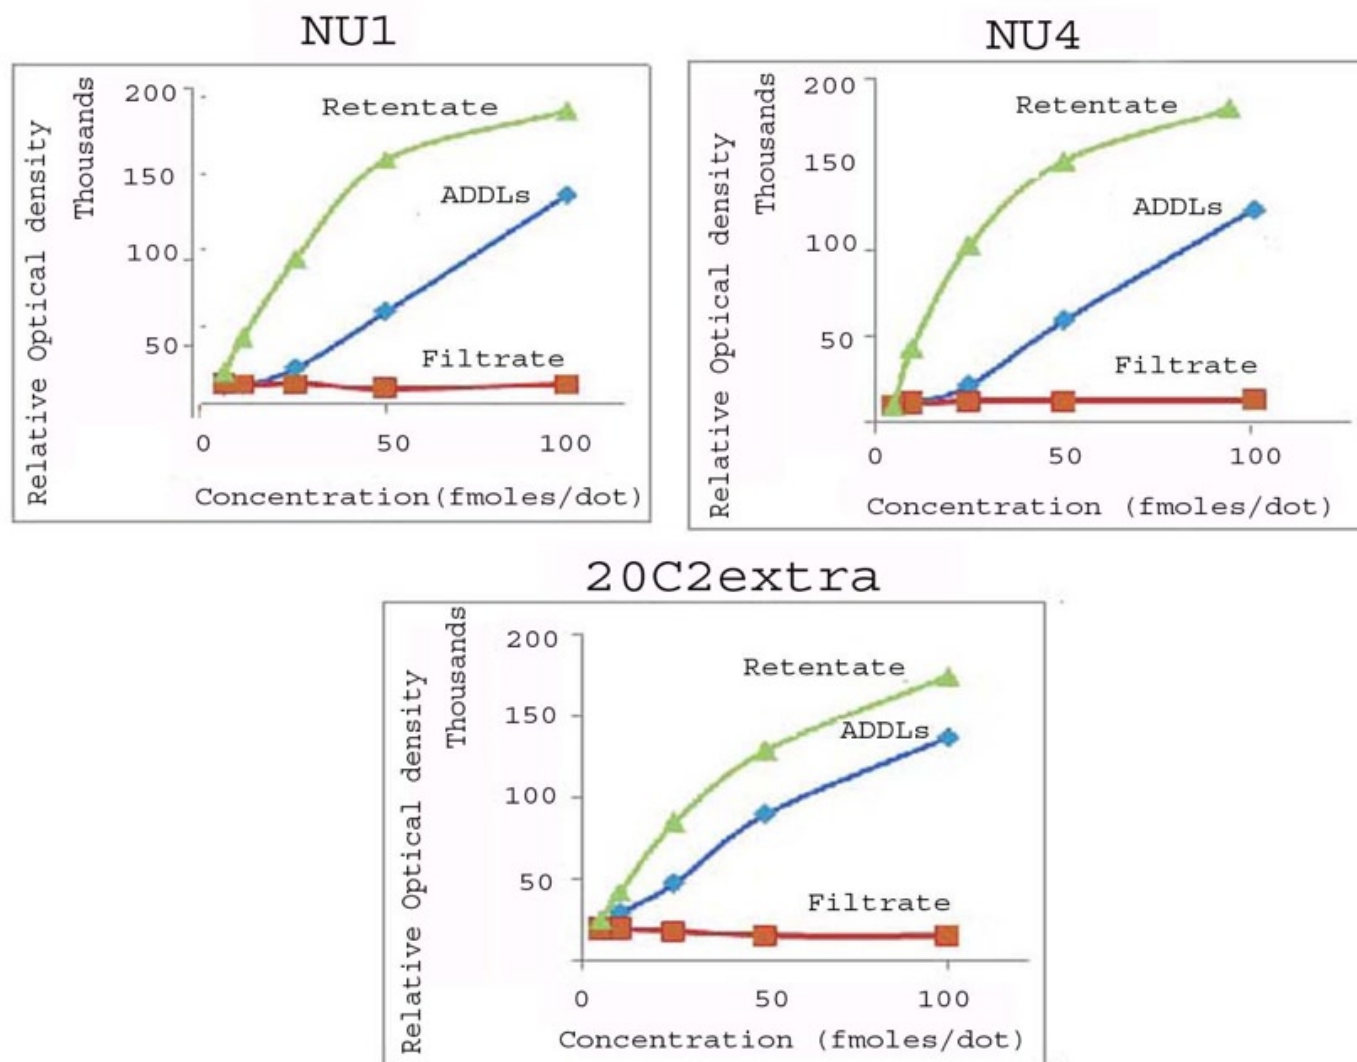 NU1
Relative Optical density
Thousands
200
150
100
50
Retentate
ADDLs
Filtrate
0 50 100
Concentration(fmoles/dot)
NU4
Relative Optical density
Thousands
200
150
100
50
Retentate
ADDLs
Filtrate
0 50 100
Concentration (fmoles/dot)
20C2extra
Relative Optical density
Thousands
200
150
100
50
Retentate
ADDLs
Filtrate
0 50 100
Concentration (fmoles/dot)